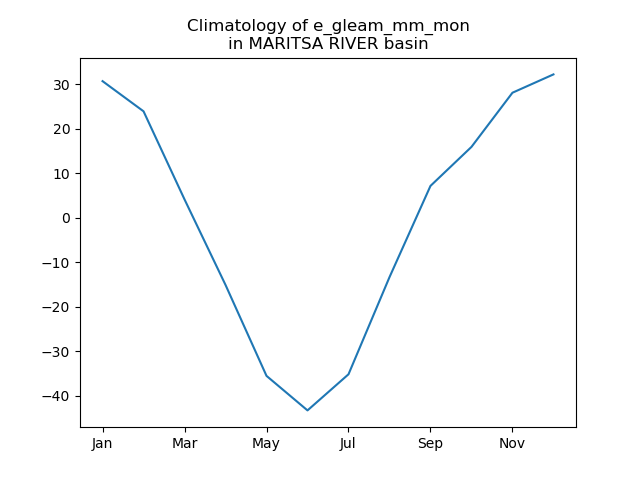 Climatology of e_gleam_mm_mon
in MARITSA RIVER basin
30
20
10
0
−10
−20
−30
−40
Jan
Mar
May
Jul
Sep
Nov